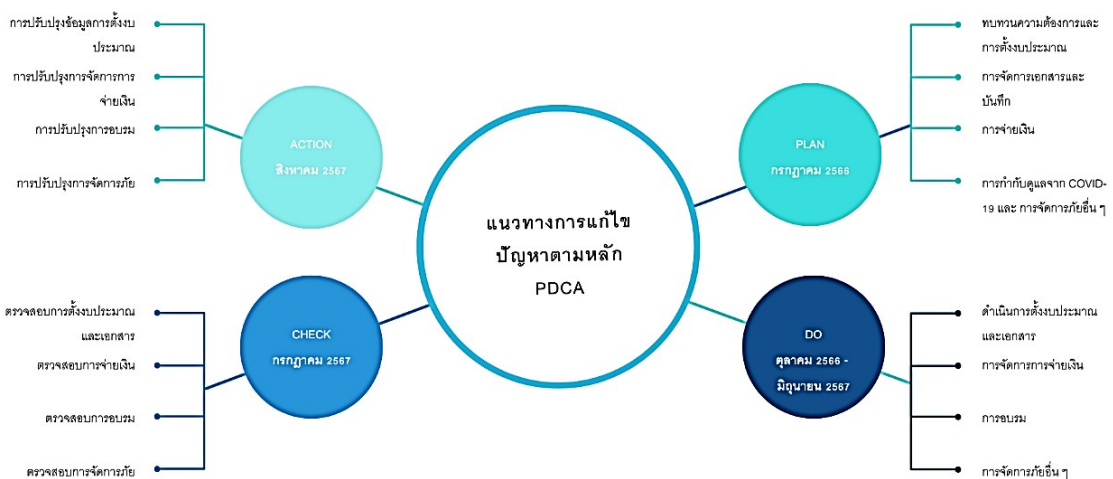 การปรับปรุงข้อมูลการตั้งงบ
ประมาณ
การปรับปรุงการจัดการการ
จ่ายเงิน
การปรับปรุงการอบรม
การปรับปรุงการจัดการภัย
ACTION
สิงหาคม 2567
แนวทางการแก้ไข
ปัญหาตามหลัก
PDCA
PLAN
กรกฎาคม 2566
ทบทวนความต้องการและ
การตั้งงบประมาณ
การจัดการเอกสารและ
บันทึก
การจ่ายเงิน
การกำกับดูแลจาก COVID-
19 และ การจัดการภัยอื่น ๆ
ตรวจสอบการตั้งงบประมาณ
และเอกสาร
ตรวจสอบการจ่ายเงิน
ตรวจสอบการอบรม
ตรวจสอบการจัดการภัย
CHECK
กรกฎาคม 2567
DO
ตุลาคม 2566 -
มิถุนายน 2567
ดำเนินการตั้งงบประมาณ
และเอกสาร
การจัดการการจ่ายเงิน
การอบรม
การจัดการภัยอื่น ๆ